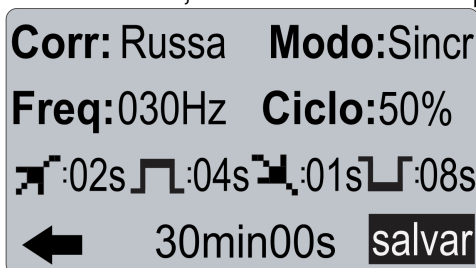 Corr: Russa Modo:Sincr
Freq:030Hz Ciclo:50%
:02s :04s :01s :08s
30min00s salvar